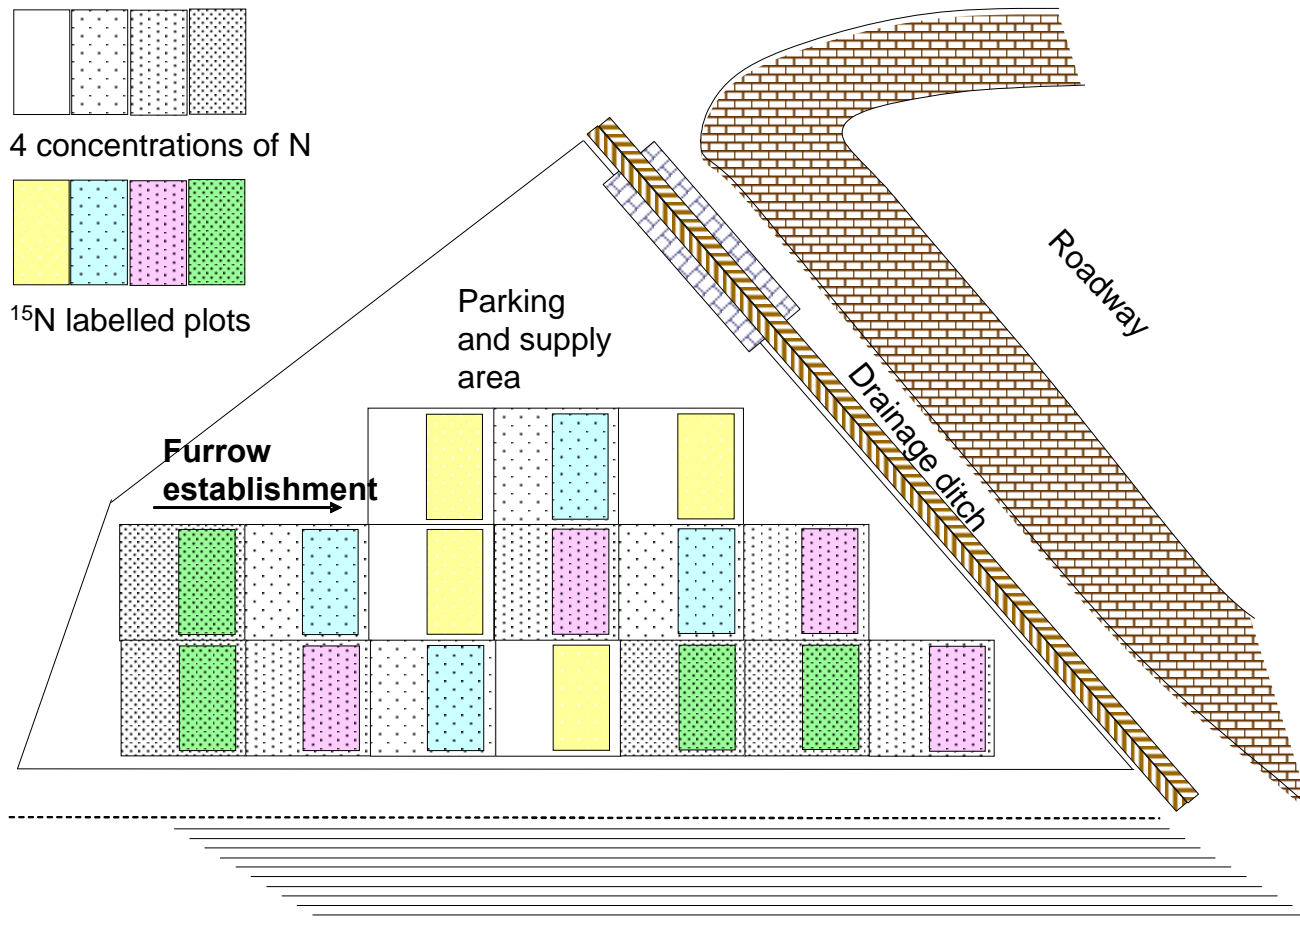 4 concentrations of N
¹⁵N labelled plots
Parking
and supply
area
Furrow
establishment
Roadway
Drainage ditch